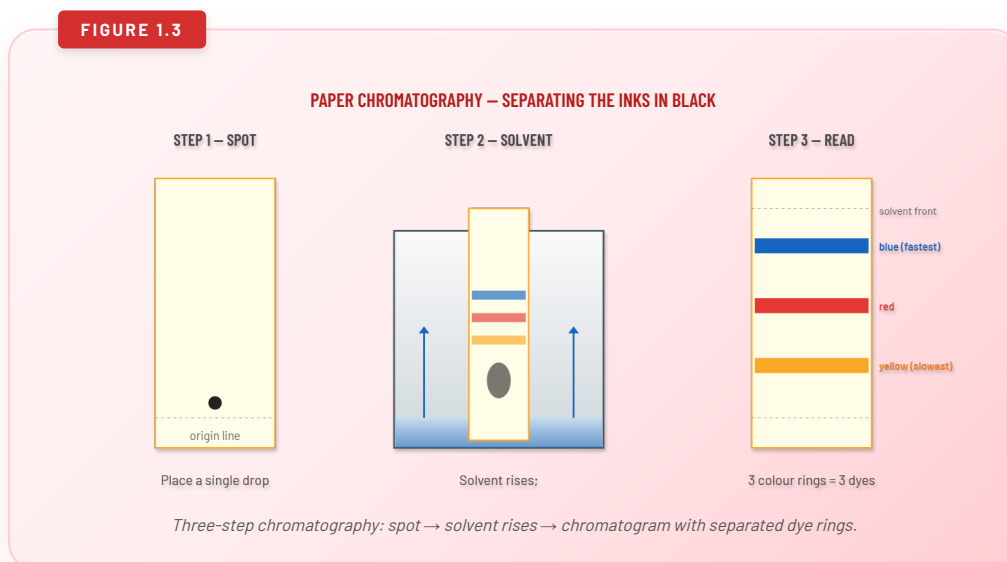 FIGURE 1.3
PAPER CHROMATOGRAPHY — SEPARATING THE INKS IN BLACK
STEP 1 — SPOT
STEP 2 — SOLVENT
STEP 3 — READ
solvent front
blue (fastest)
red
yellow (slowest)
origin line
Place a single drop
Solvent rises;
3 colour rings = 3 dyes
Three-step chromatography: spot → solvent rises → chromatogram with separated dye rings.